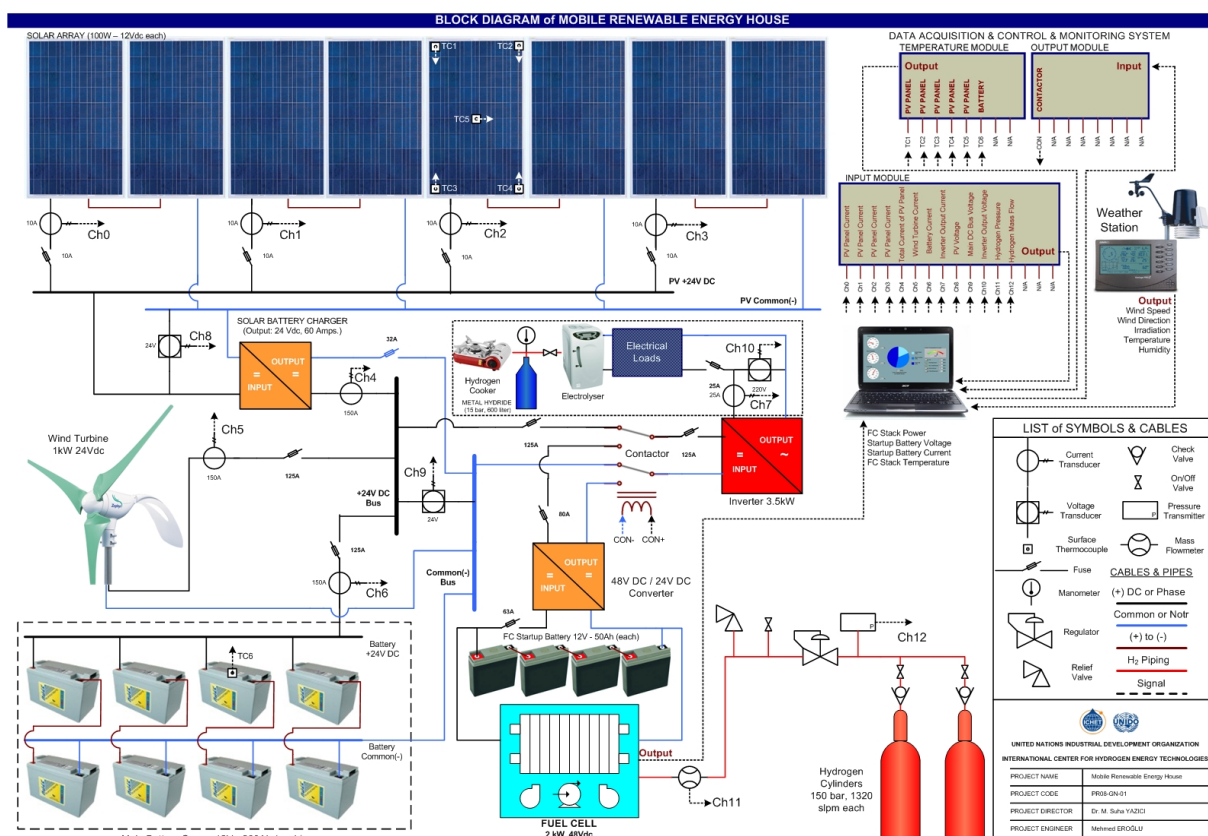 BLOCK DIAGRAM of MOBILE RENEWABLE ENERGY HOUSE
SOLAR ARRAY (100W – 12Vdc each)
TC1
TC2
TC5
TC3
TC4
10A
Ch0
10A
10A
Ch1
10A
10A
Ch2
10A
10A
Ch3
10A
PV +24V DC
PV Common(-)
DATA ACQUISITION & CONTROL & MONITORING SYSTEM
TEMPERATURE MODULE
Output
PV PANEL
PV PANEL
PV PANEL
PV PANEL
PV PANEL
BATTERY
TC1
TC2
TC3
TC4
TC5
TC6
N/A
N/A
OUTPUT MODULE
Input
CONTACTOR
CON
N/A
N/A
N/A
N/A
N/A
N/A
N/A
INPUT MODULE
PV Panel Current
PV Panel Current
PV Panel Current
PV Panel Current
Total Current of PV Panel
Wind Turbine Current
Battery Current
Inverter Output Current
PV Voltage
Main DC Bus Voltage
Inverter Output Voltage
Hydrogen Pressure
Hydrogen Mass Flow
Output
Ch0
Ch1
Ch2
Ch3
Ch4
Ch5
Ch6
Ch7
Ch8
Ch9
Ch10
Ch11
Ch12
N/A
N/A
N/A
Weather
Station
Output
Wind Speed
Wind Direction
Irradiation
Temperature
Humidity
24V
Ch8
SOLAR BATTERY CHARGER
(Output: 24 Vdc, 60 Amps.)
OUTPUT
=
=
INPUT
32A
Ch4
150A
Hydrogen
Cooker
METAL HYDRIDE
(15 bar, 600 liter)
Electrolyser
Electrical
Loads
Ch10
220V
25A
25A
Ch7
Wind Turbine
1kW 24Vdc
Ch5
150A
125A
+24V DC
Bus
Ch9
24V
125A
Contactor
125A
OUTPUT
=
~
INPUT
Inverter 3.5kW
CON-
CON+
FC Stack Power
Startup Battery Voltage
Startup Battery Current
FC Stack Temperature
125A
150A
Ch6
Common(-)
Bus
80A
OUTPUT
=
=
INPUT
48V DC / 24V DC
Converter
63A
FC Startup Battery 12V - 50Ah (each)
Battery
+24V DC
TC6
Battery
Common(-)
Output
FUEL CELL
2 kW, 48Vdc
Ch11
P
Ch12
Hydrogen
Cylinders
150 bar, 1320
slpm each
LIST of SYMBOLS & CABLES
Current
Transducer
Check
Valve
On/Off
Valve
Voltage
Transducer
P
Pressure
Transmitter
Surface
Thermocouple
Mass
Flowmeter
Fuse
CABLES & PIPES
Manometer
(+) DC or Phase
Common or Notr
Regulator
(+) to (-)
H2 Piping
Relief
Valve
Signal
ICHET
UNIDO
UNITED NATIONS INDUSTRIAL DEVELOPMENT ORGANIZATION
INTERNATIONAL CENTER FOR HYDROGEN ENERGY TECHNOLOGIES
PROJECT NAME
Mobile Renewable Energy House
PROJECT CODE
PR08-GN-01
PROJECT DIRECTOR
Dr. M. Suha YAZICI
PROJECT ENGINEER
Mehmed EROĞLU